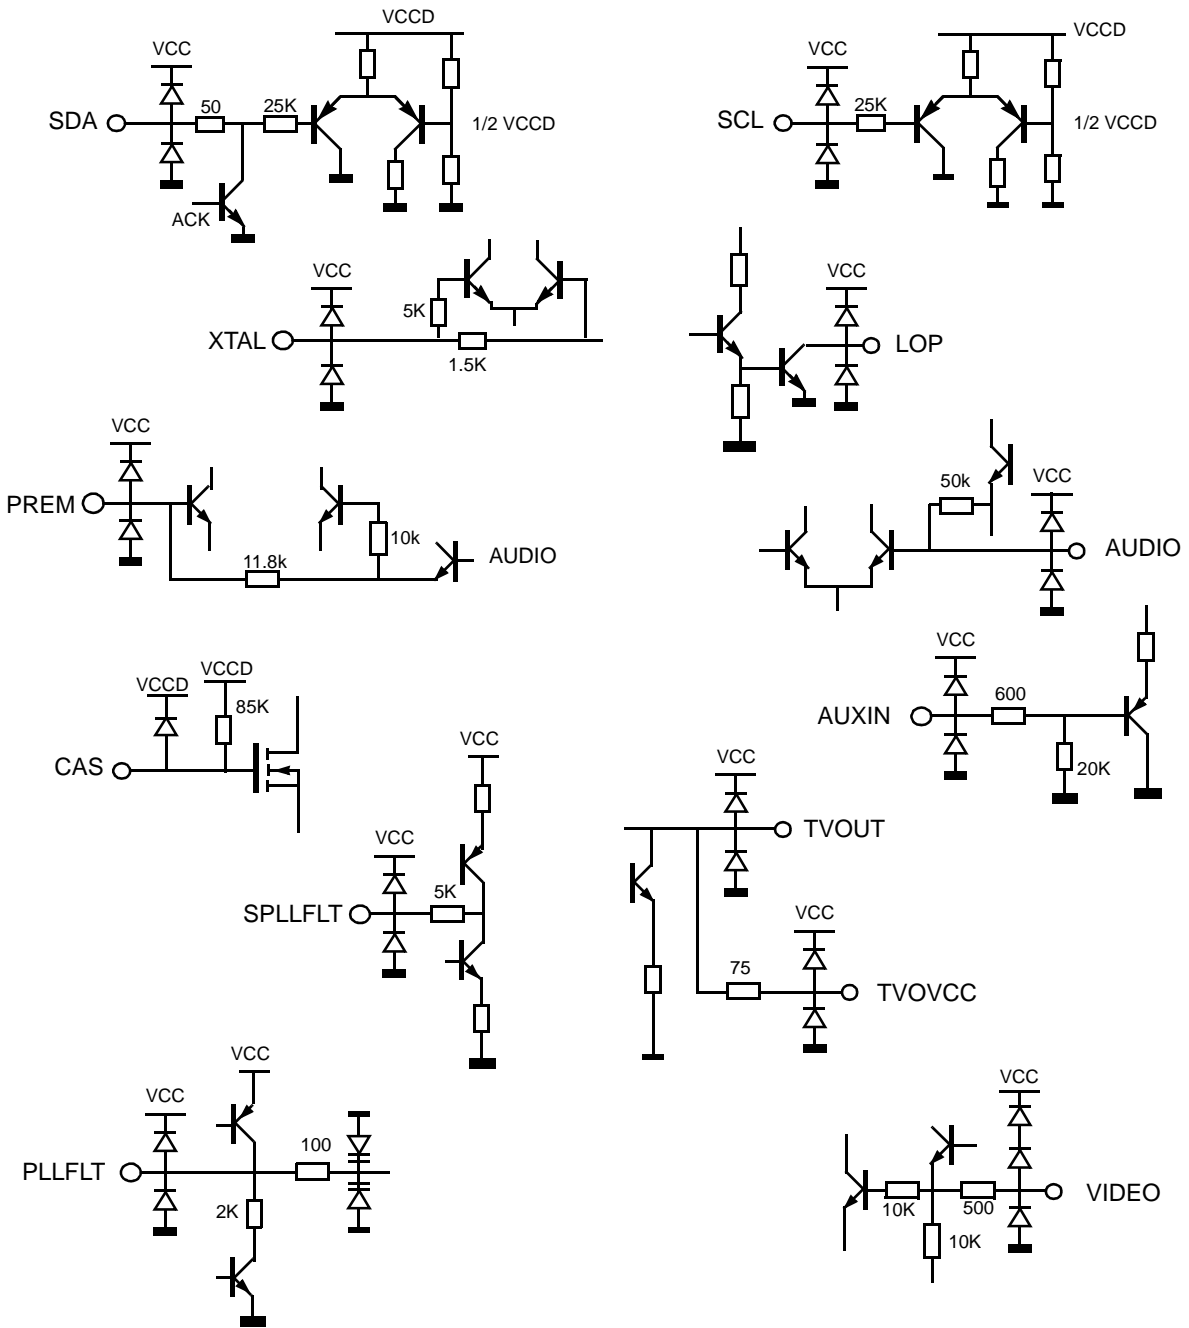 VCCD
VCC
50
25K
SDA
1/2 VCCD
ACK
VCCD
VCC
25K
SCL
1/2 VCCD
VCC
5K
XTAL
1.5K
VCC
LOP
VCC
PREM
10k
11.8k
AUDIO
50k
VCC
AUDIO
VCCD
VCCD
85K
CAS
VCC
600
AUXIN
20K
VCC
VCC
5K
SPLLFLT
VCC
TVOUT
VCC
75
TVOVCC
VCC
VCC
100
PLLFLT
2K
VCC
10K
500
VIDEO
10K